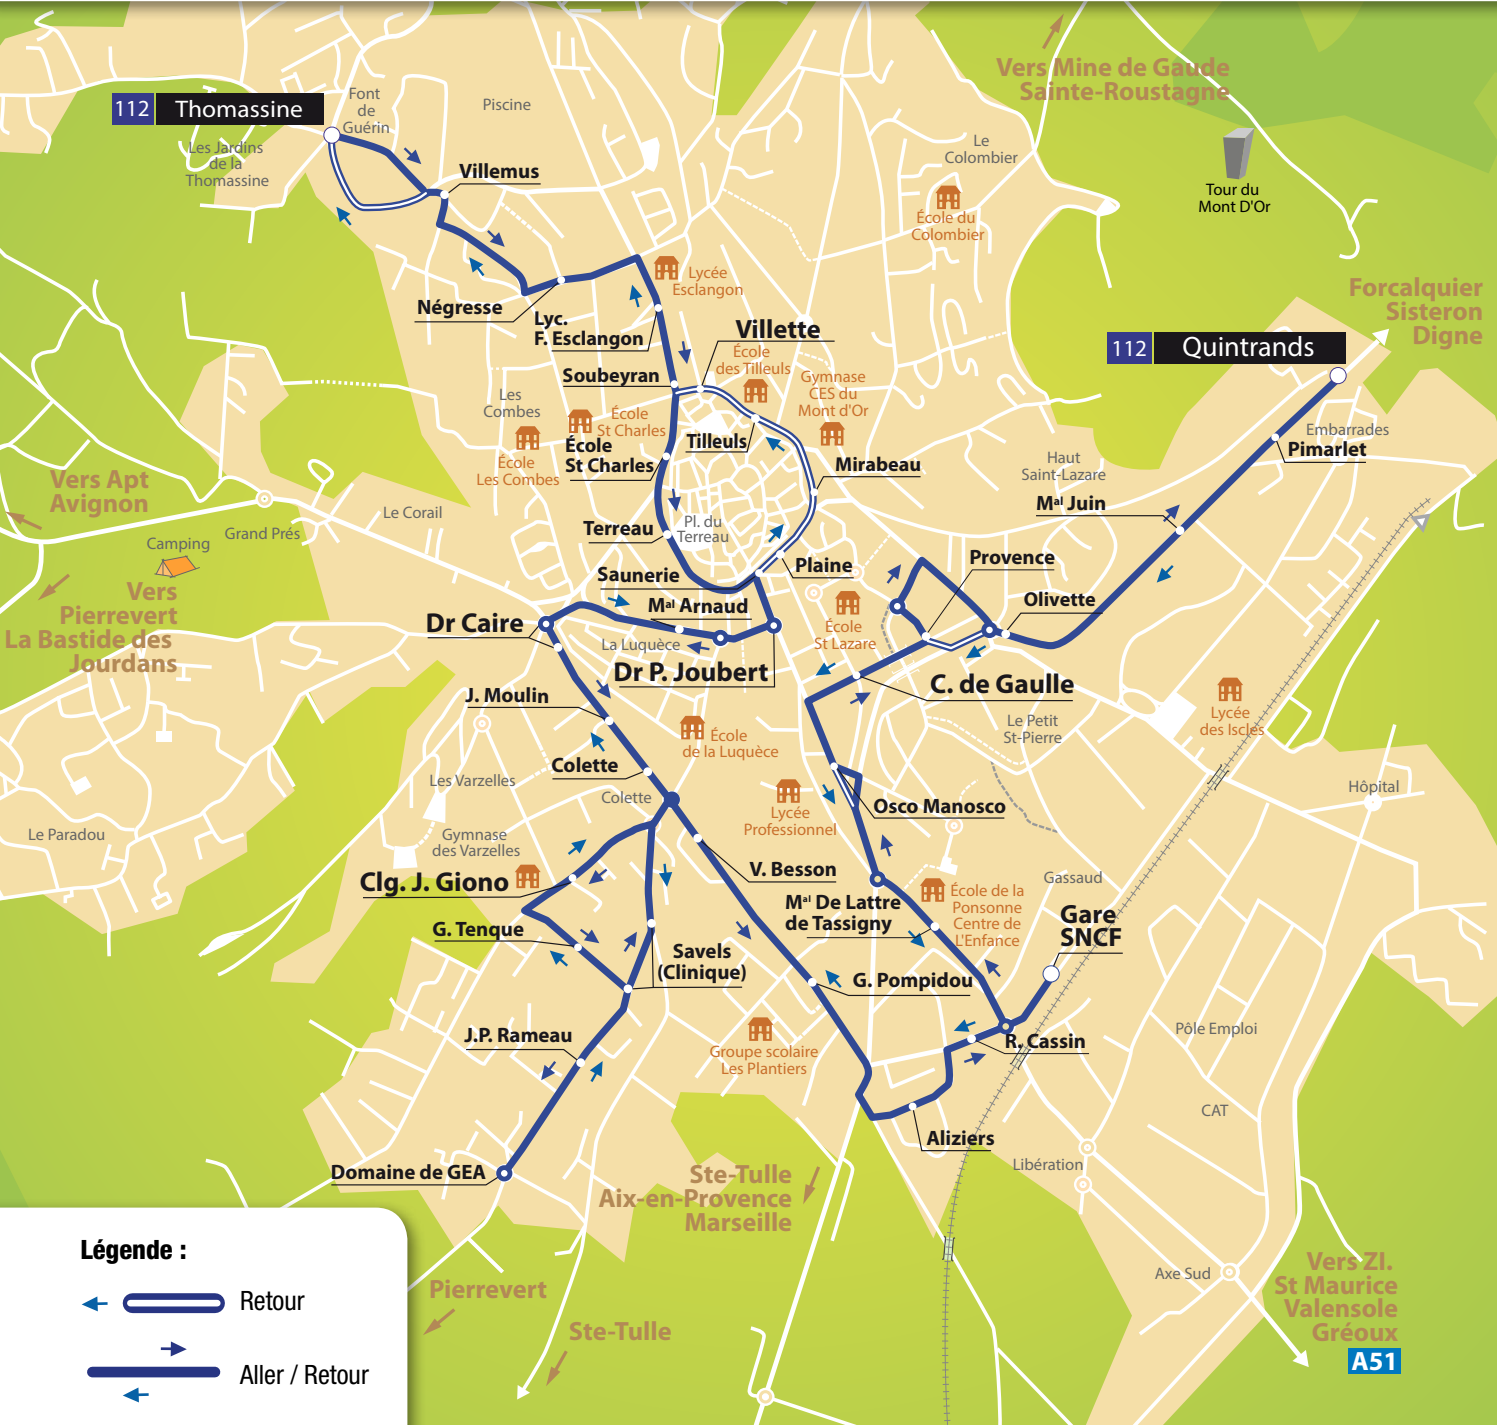 Vers Mine de Gaude
Sainte-Roustagne
112 Thomassine
Font
de
Guérin
Piscine
Les Jardins
de la
Thomassine
Villemus
Le
Colombier
Tour du
Mont D'Or
École du
Colombier
Négresse
Lyc.
F. Esclangon
Lycée
Esclangon
Forcalquier
Sisteron
Digne
112 Quintrands
Villette
École
des Tilleuls
Gymnase
CES du
Mont d'Or
Soubeyran
Les
Combes
École
St Charles
École
St Charles
École
Les Combes
Tilleuls
Mirabeau
Embarrades
Pimarlet
Haut
Saint-Lazare
Mal Juin
Vers Apt
Avignon
Le Corail
Grand Prés
Camping
Terreau
Pl. du
Terreau
Plaine
Provence
Saunerie
Mal Arnaud
Olivette
Vers
Pierrevert
La Bastide des
Jourdans
Dr Caire
La Luquèce
École
St Lazare
Dr P. Joubert
C. de Gaulle
J. Moulin
Le Petit
St-Pierre
Lycée
des Iscles
École
de la Luquèce
Colette
Les Varzelles
Colette
Hôpital
Osco Manosco
Lycée
Professionnel
Le Paradou
Gymnase
des Varzelles
V. Besson
Clg. J. Giono
Gassaud
Mal De Lattre
de Tassigny
École de la
Ponsonne
Centre de
L'Enfance
Gare
SNCF
G. Tenque
Savels
(Clinique)
G. Pompidou
J.P. Rameau
R. Cassin
Pôle Emploi
Groupe scolaire
Les Plantiers
CAT
Aliziers
Domaine de GEA
Libération
Ste-Tulle
Aix-en-Provence
Marseille
Axe Sud
Vers ZI.
St Maurice
Valensole
Gréoux
A51
Pierrevert
Ste-Tulle
Légende :
Retour
Aller / Retour